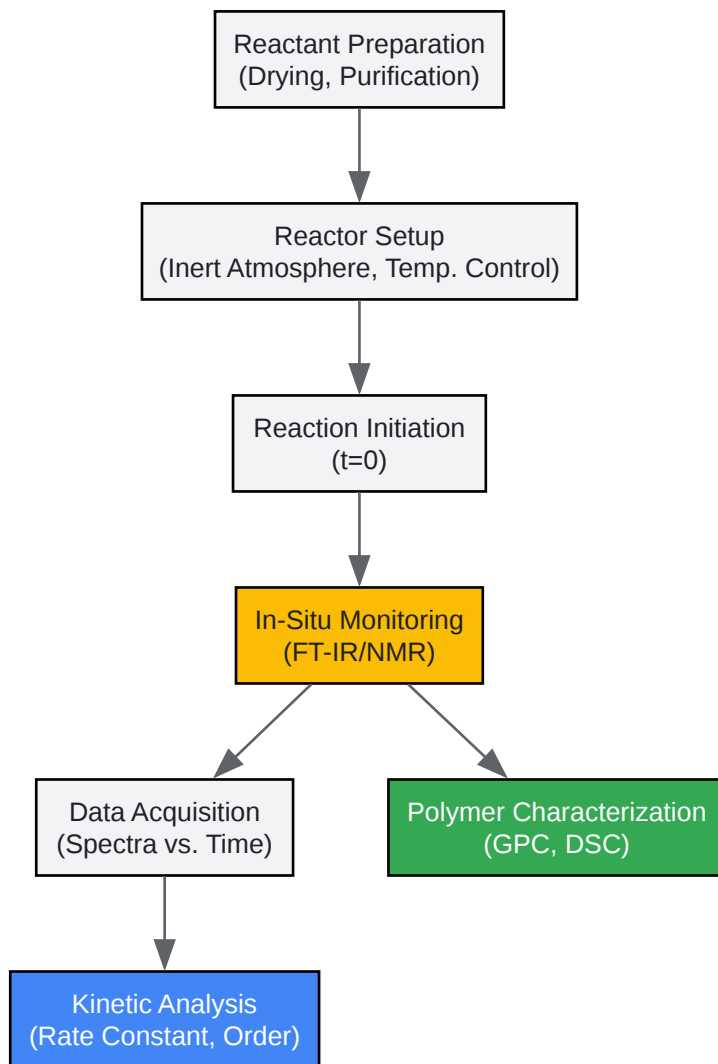 Reactant Preparation
(Drying, Purification)
Reactor Setup
(Inert Atmosphere, Temp. Control)
Reaction Initiation
(t=0)
In-Situ Monitoring
(FT-IR/NMR)
Data Acquisition
(Spectra vs. Time)
Polymer Characterization
(GPC, DSC)
Kinetic Analysis
(Rate Constant, Order)